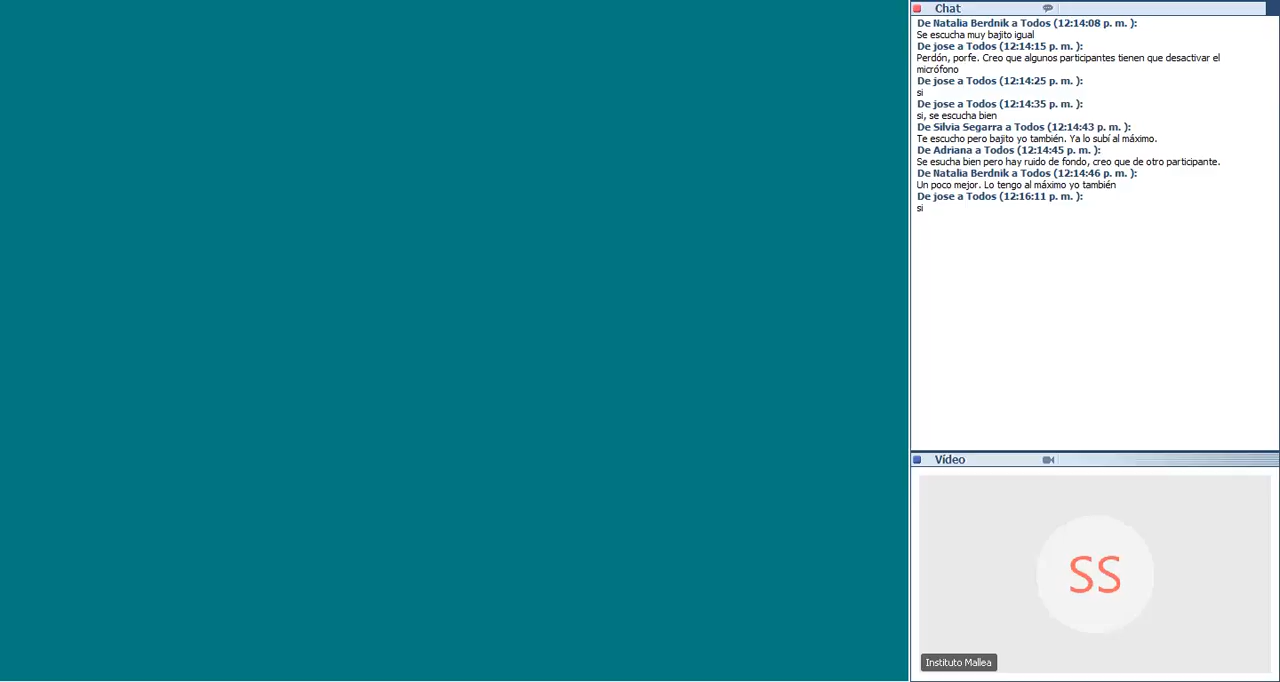 Chat
De Natalia Berdnik a Todos (12:14:08 p. m. ):
Se escucha muy bajito igual
De jose a Todos (12:14:15 p. m. ):
Perdón, porfe. Creo que algunos participantes tienen que desactivar el
micrófono
De jose a Todos (12:14:25 p. m. ):
si
De jose a Todos (12:14:35 p. m. ):
si, se escucha bien
De Silvia Segarra a Todos (12:14:43 p. m. ):
Te escucho pero bajito yo también. Ya lo subí al máximo.
De Adriana a Todos (12:14:45 p. m. ):
Se esucha bien pero hay ruido de fondo, creo que de otro participante.
De Natalia Berdnik a Todos (12:14:46 p. m. ):
Un poco mejor. Lo tengo al máximo yo también
De jose a Todos (12:16:11 p. m. ):
si
Vídeo
SS
Instituto Mallea